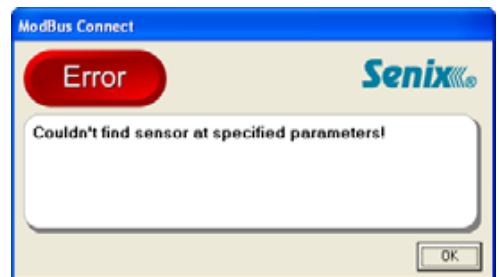 ModBus Connect
Error
Senix®
Couldn't find sensor at specified parameters!
OK